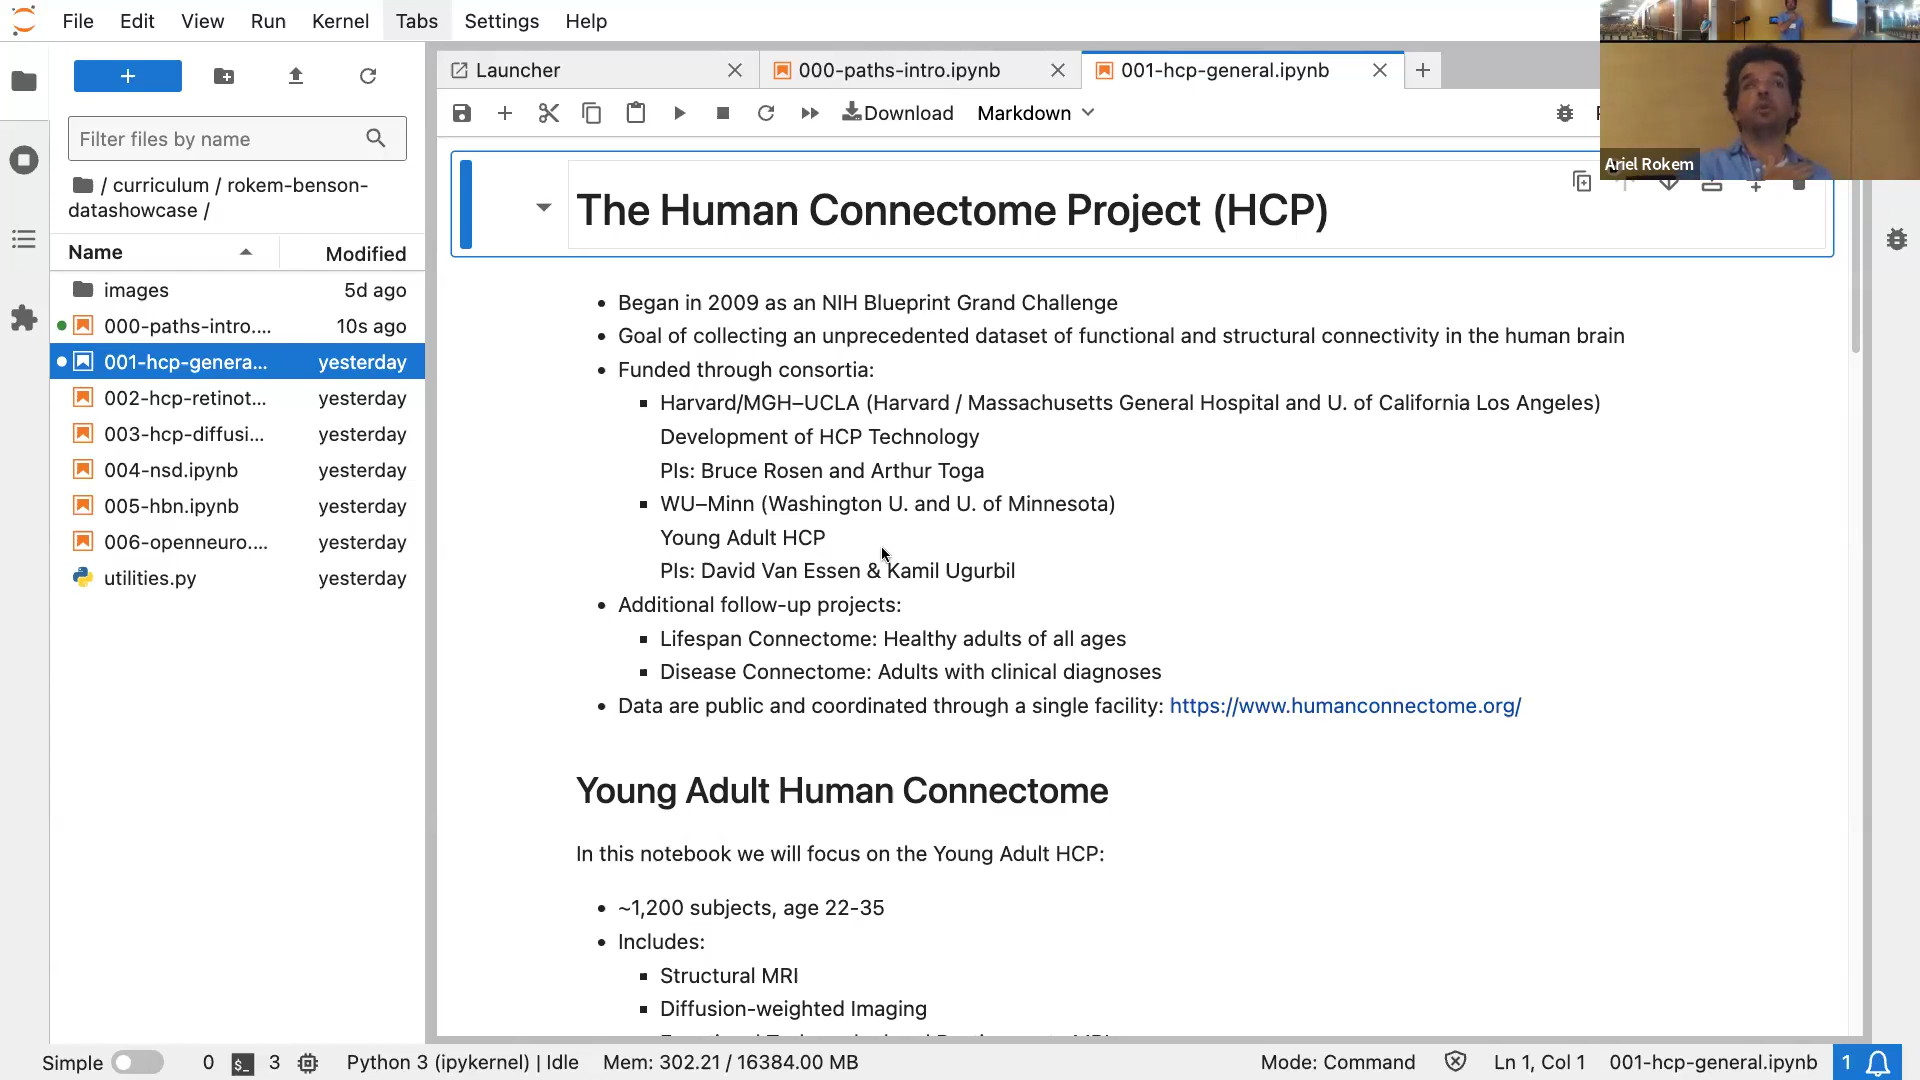 File Edit View Run Kernel Tabs Settings Help
Launcher
000-paths-intro.ipynb
001-hcp-general.ipynb
Download
Markdown
Filter files by name
/ curriculum / rokem-benson-
datashowcase /
Name Modified
images 5d ago
000-paths-intro.... 10s ago
001-hcp-genera... yesterday
002-hcp-retinot... yesterday
003-hcp-diffusi... yesterday
004-nsd.ipynb yesterday
005-hbn.ipynb yesterday
006-openneuro.... yesterday
utilities.py yesterday
Ariel Rokem
The Human Connectome Project (HCP)
Began in 2009 as an NIH Blueprint Grand Challenge
Goal of collecting an unprecedented dataset of functional and structural connectivity in the human brain
Funded through consortia:
Harvard/MGH–UCLA (Harvard / Massachusetts General Hospital and U. of California Los Angeles)
Development of HCP Technology
PIs: Bruce Rosen and Arthur Toga
WU–Minn (Washington U. and U. of Minnesota)
Young Adult HCP
PIs: David Van Essen & Kamil Ugurbil
Additional follow-up projects:
Lifespan Connectome: Healthy adults of all ages
Disease Connectome: Adults with clinical diagnoses
Data are public and coordinated through a single facility: https://www.humanconnectome.org/
Young Adult Human Connectome
In this notebook we will focus on the Young Adult HCP:
~1,200 subjects, age 22-35
Includes:
Structural MRI
Diffusion-weighted Imaging
Simple 0 3 Python 3 (ipykernel) | Idle Mem: 302.21 / 16384.00 MB Mode: Command Ln 1, Col 1 001-hcp-general.ipynb 1